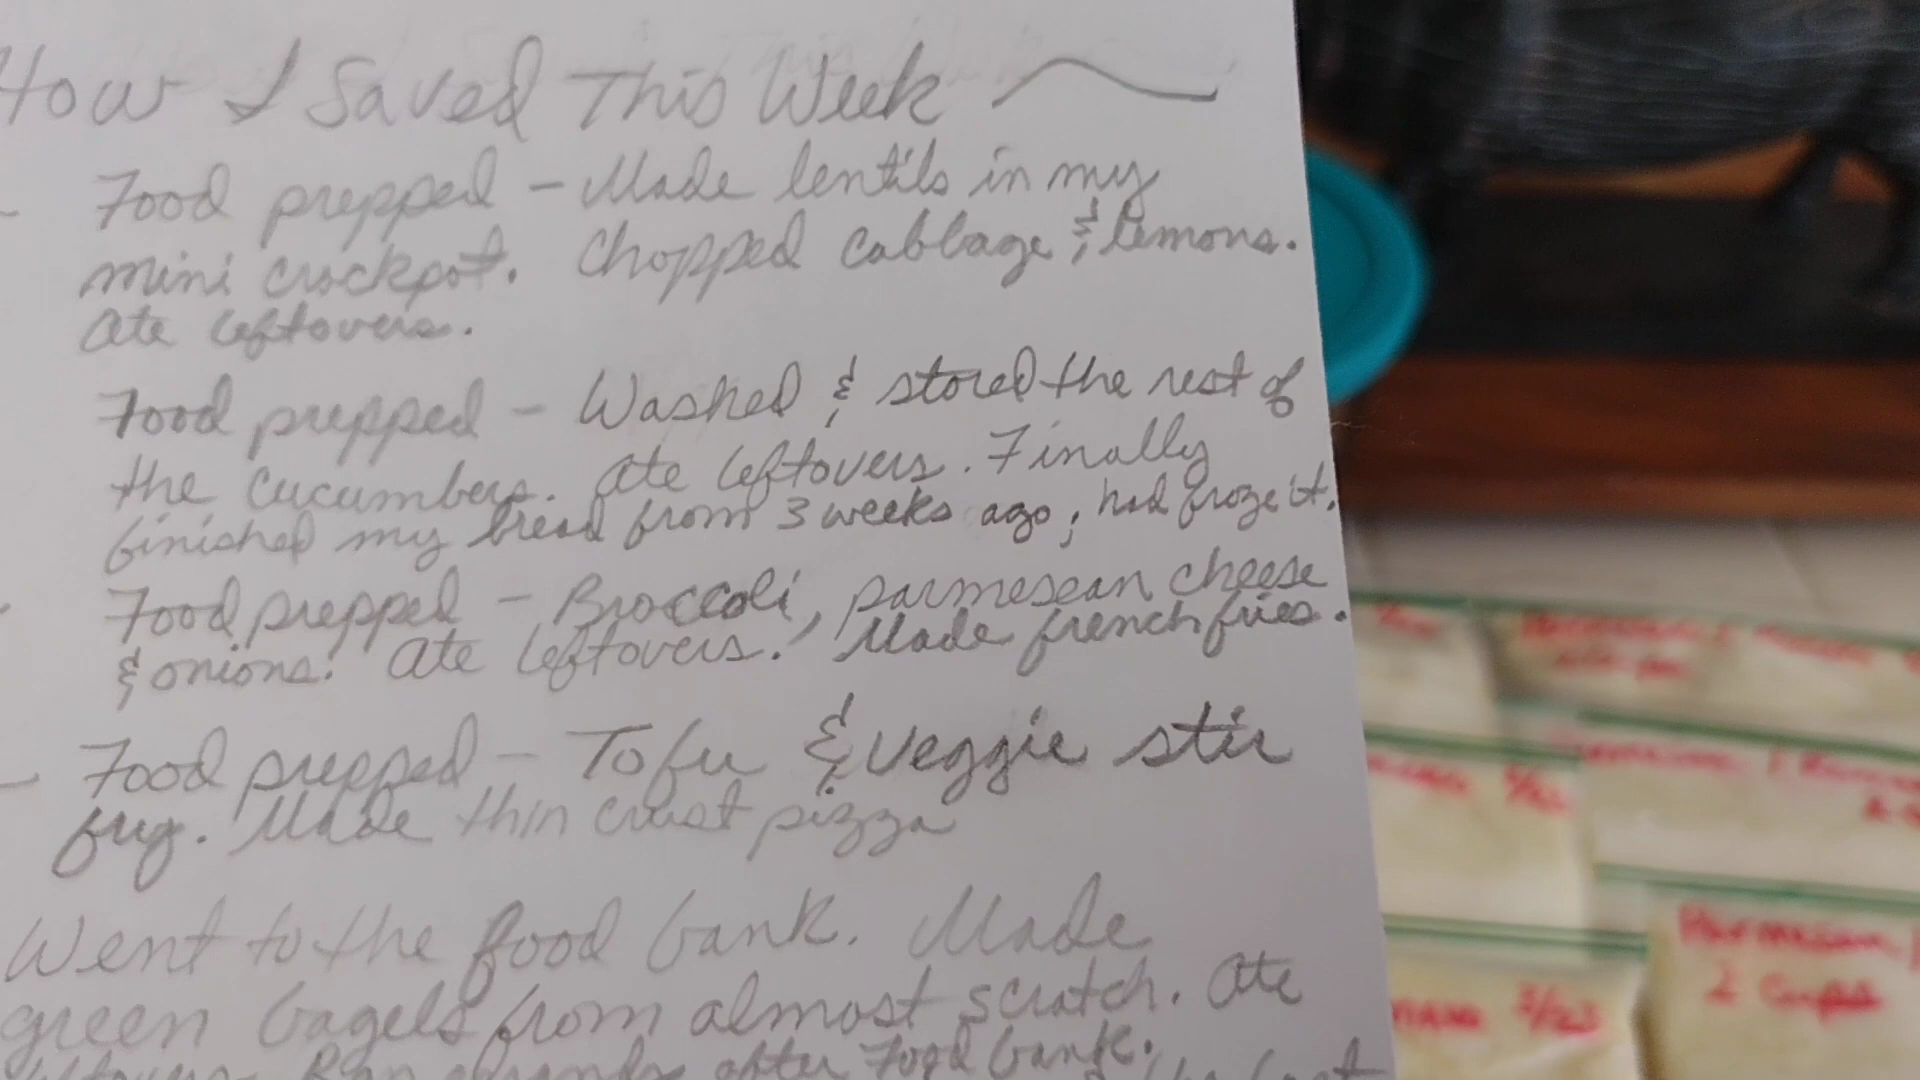 How I Saved This Week
- Food prepped - Made lentils in my
mini crockpot. Chopped cabbage & lemons.
Ate leftovers.
Food prepped - Washed & stored the rest of
the cucumbers. Ate leftovers. Finally
finished my bread from 3 weeks ago; had froze it.
- Food prepped - Broccoli, parmesean cheese
& onions. Ate leftovers. Made french fries.
- Food prepped - Tofu & veggie stir
fry. Made thin crust pizza
Went to the food bank. Made
green bagels from almost scratch. Ate
leftovers. Ran errands after Food bank.
Parmesan
2 Cups